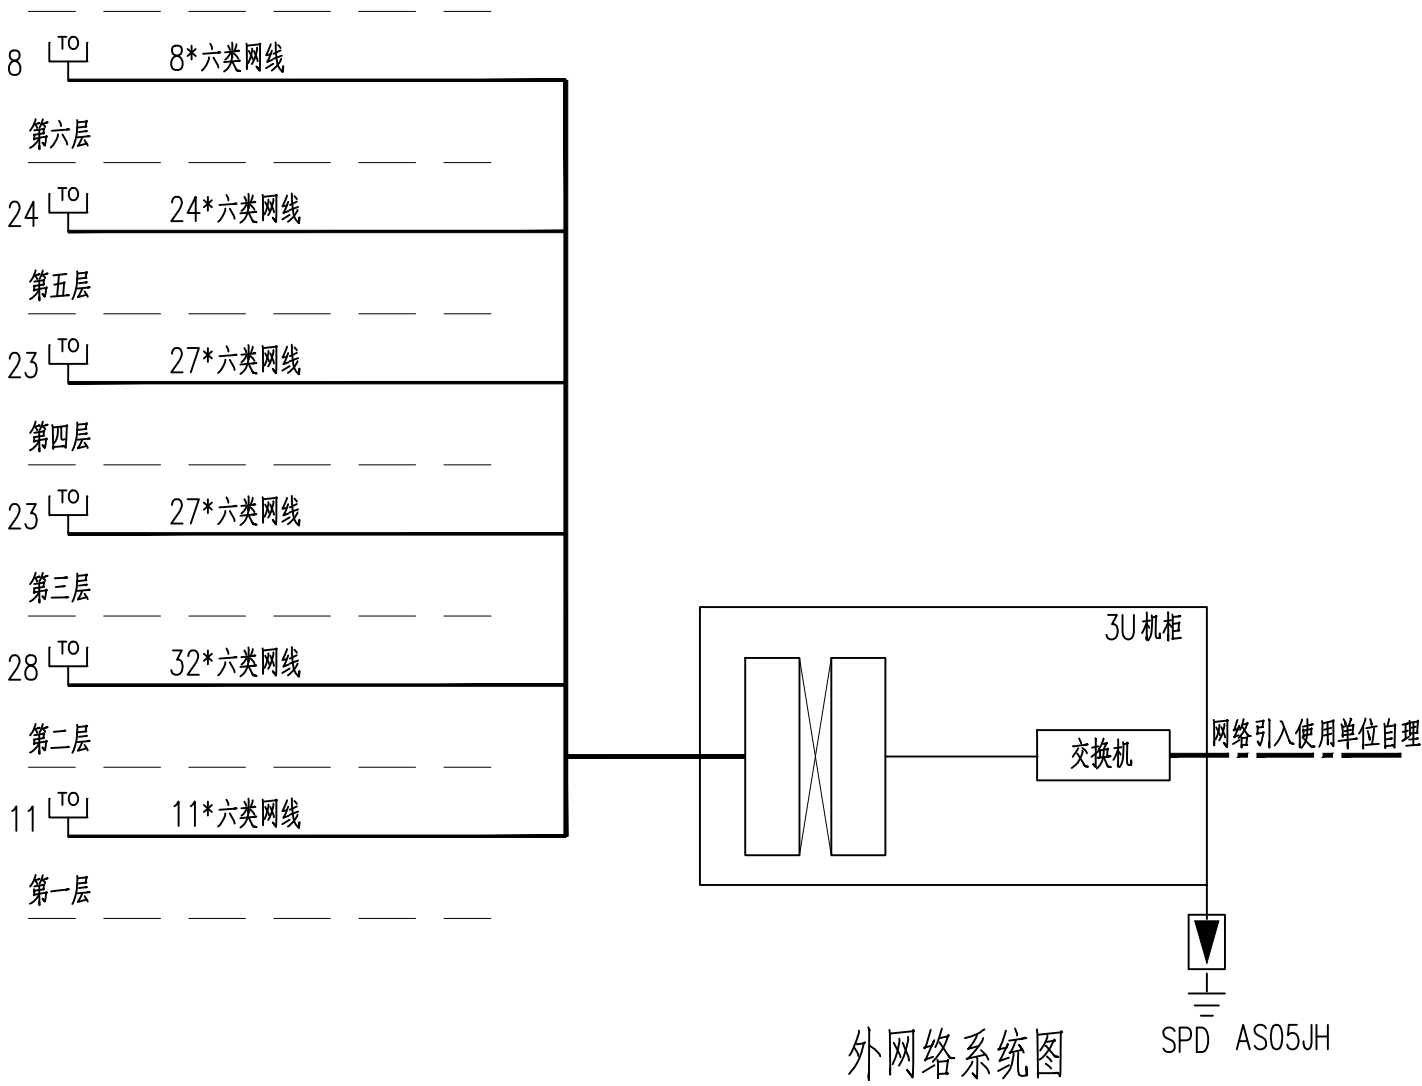 TO
8 8*六类网线
第六层
TO
24 24*六类网线
第五层
TO
23 27*六类网线
第四层
TO
23 27*六类网线
第三层
3U机柜
TO
28 32*六类网线
第二层
交换机
网络引入使用单位自理
TO
11 11*六类网线
第一层
外网络系统图
SPD AS05JH